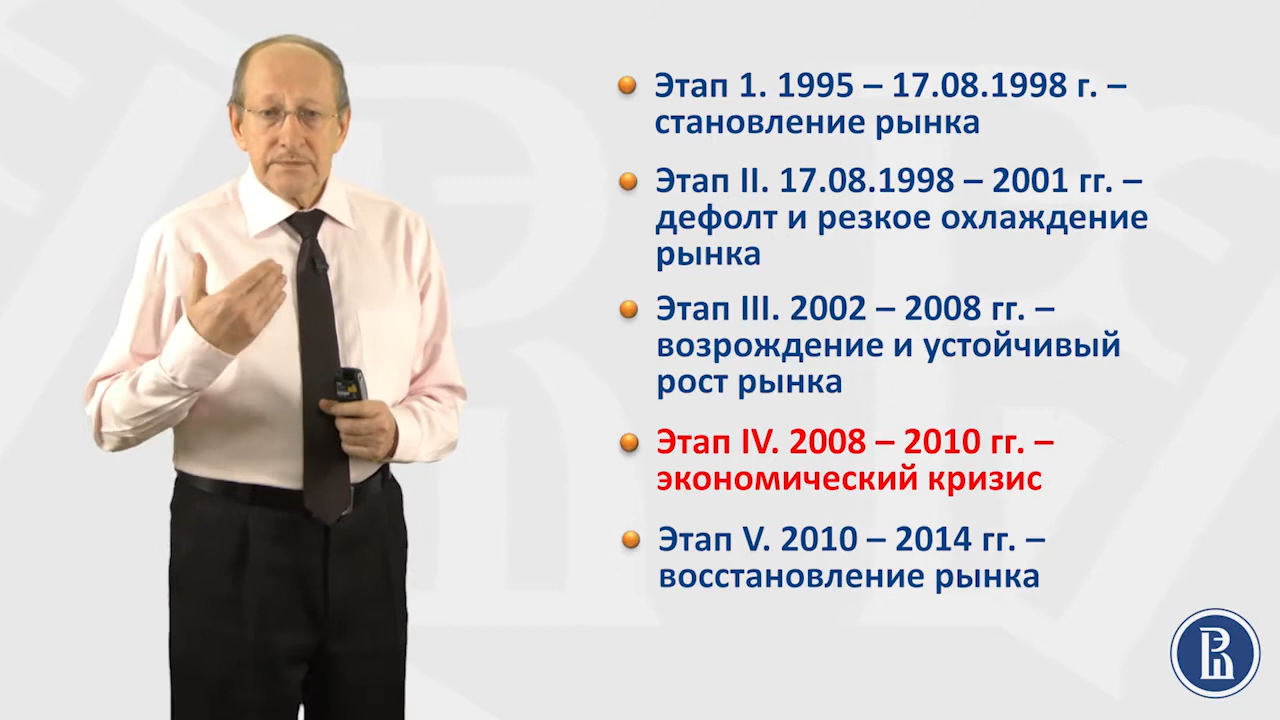 Этап 1. 1995 – 17.08.1998 г. –
становление рынка
Этап II. 17.08.1998 – 2001 гг. –
дефолт и резкое охлаждение
рынка
Этап III. 2002 – 2008 гг. –
возрождение и устойчивый
рост рынка
Этап IV. 2008 – 2010 гг. –
экономический кризис
Этап V. 2010 – 2014 гг. –
восстановление рынка